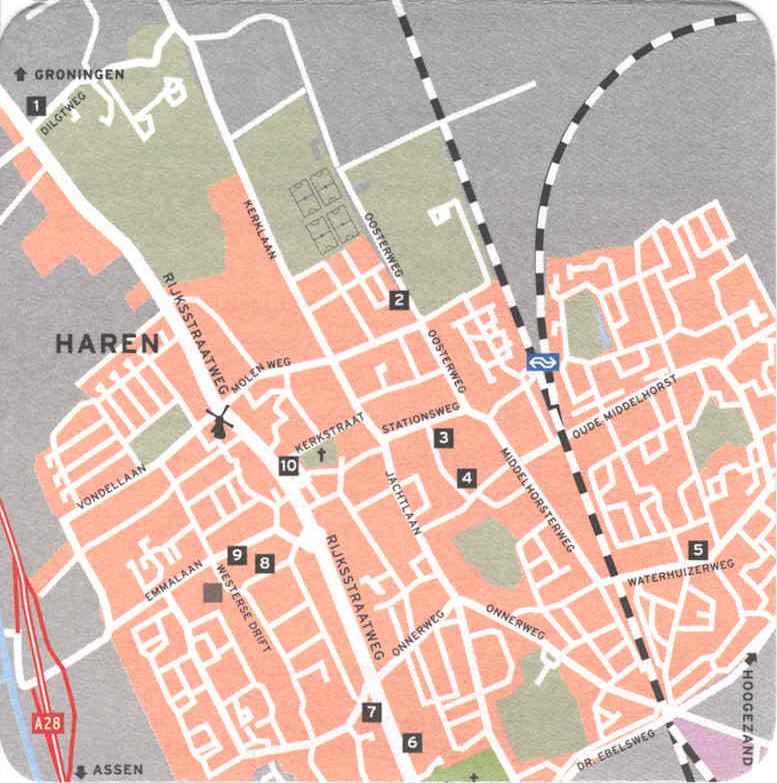 GRONINGEN
1
DILGTWEG
KERKLAAN
OOSTERWEG
2
RIJKSSTRAATWEG
HAREN
MOLEN WEG
OOSTERWEG
OUDE MIDDELHORST
KERKSTRAAT
STATIONSWEG
3
10
VONDELLAAN
JACHTLAAN
4
MIDDELHORSTERWEG
9
8
5
EMMALAAN
WESTERSE DRIFT
RIJKSSTRAATWEG
WATERHUIZERWEG
ONNERWEG
ONNERWEG
HOOGEZAND
A28
7
6
DR. EBELSWEG
ASSEN